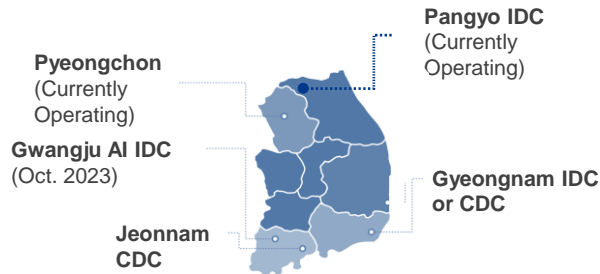 Pangyo IDC
(Currently
Operating)
Pyeongchon
(Currently
Operating)
Gwangju AI IDC
(Oct. 2023)
Gyeongnam IDC
or CDC
Jeonnam
CDC